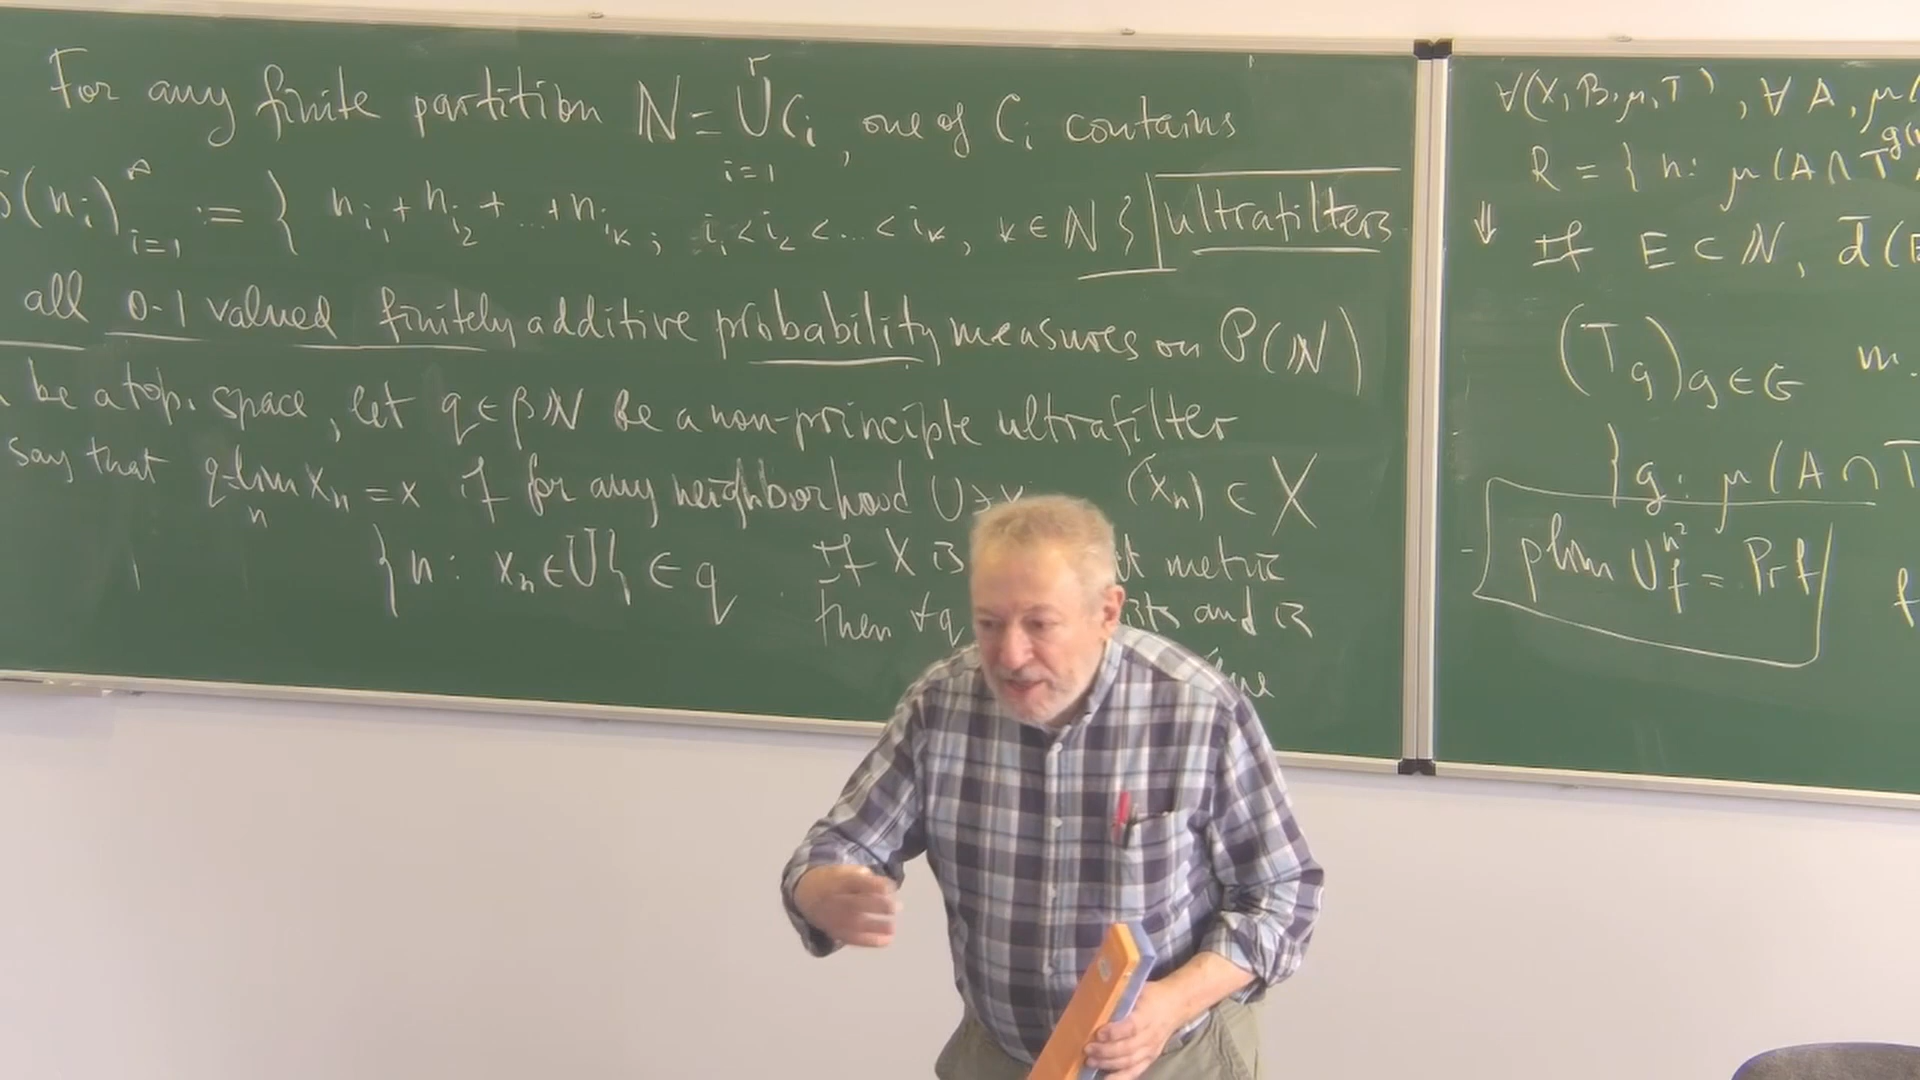 For any finite partition ℕ = ⋃_{i=1}^{r} C_i, one of C_i contains
S(n_i)_{i=1}^∞ := { n_{i_1} + n_{i_2} + ... + n_{i_k}; i_1 < i_2 < ... < i_k, k ∈ ℕ } ultrafilters
all 0-1 valued finitely additive probability measures on P(ℕ)
be a top. space, let q ∈ βℕ be a non-principle ultrafilter
say that q-lim_n x_n = x if for any neighborhood U ∋ x (x_n) ⊂ X
{ n : x_n ∈ U } ∈ q If X is metric
then ∀q and is
∀(X, B, μ, T), ∀A, μ(
R = { n: μ(A ∩ T
⇓ If E ⊂ ℕ, d̄(E
(T_g)_{g∈G} m.
{ g: μ(A ∩ T
p lim U^{n²} f = P_r f f